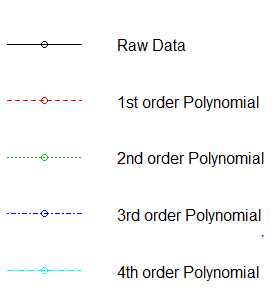 Raw Data
1st order Polynomial
2nd order Polynomial
3rd order Polynomial
4th order Polynomial